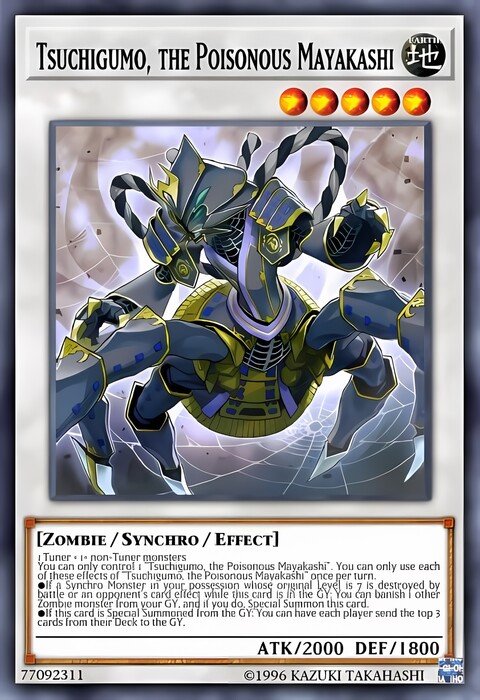 TSUCHIGUMO, THE POISONOUS MAYAKASHI
EARTH
地
[ZOMBIE / SYNCHRO / EFFECT]
1 Tuner + 1+ non-Tuner monsters
You can only control 1 "Tsuchigumo, the Poisonous Mayakashi". You can only use each
of these effects of "Tsuchigumo, the Poisonous Mayakashi" once per turn.
●If a Synchro Monster in your possession whose original Level is 7 is destroyed by
battle or an opponent's card effect while this card is in the GY: You can banish 1 other
Zombie monster from your GY, and if you do, Special Summon this card.
●If this card is Special Summoned from the GY: You can have each player send the top 3
cards from their Deck to the GY.
ATK/2000 DEF/1800
77092311
©1996 KAZUKI TAKAHASHI